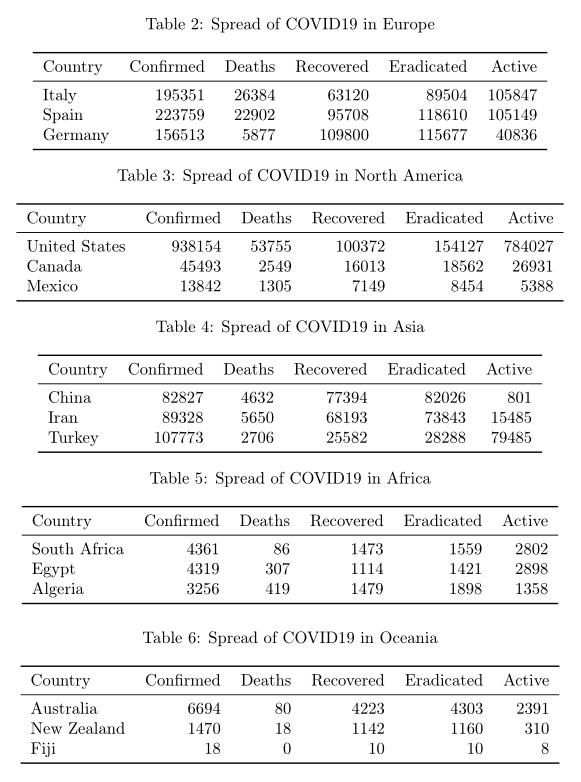 Table 2: Spread of COVID19 in Europe
Country Confirmed Deaths Recovered Eradicated Active
Italy 195351 26384 63120 89504 105847
Spain 223759 22902 95708 118610 105149
Germany 156513 5877 109800 115677 40836
Table 3: Spread of COVID19 in North America
Country Confirmed Deaths Recovered Eradicated Active
United States 938154 53755 100372 154127 784027
Canada 45493 2549 16013 18562 26931
Mexico 13842 1305 7149 8454 5388
Table 4: Spread of COVID19 in Asia
Country Confirmed Deaths Recovered Eradicated Active
China 82827 4632 77394 82026 801
Iran 89328 5650 68193 73843 15485
Turkey 107773 2706 25582 28288 79485
Table 5: Spread of COVID19 in Africa
Country Confirmed Deaths Recovered Eradicated Active
South Africa 4361 86 1473 1559 2802
Egypt 4319 307 1114 1421 2898
Algeria 3256 419 1479 1898 1358
Table 6: Spread of COVID19 in Oceania
Country Confirmed Deaths Recovered Eradicated Active
Australia 6694 80 4223 4303 2391
New Zealand 1470 18 1142 1160 310
Fiji 18 0 10 10 8